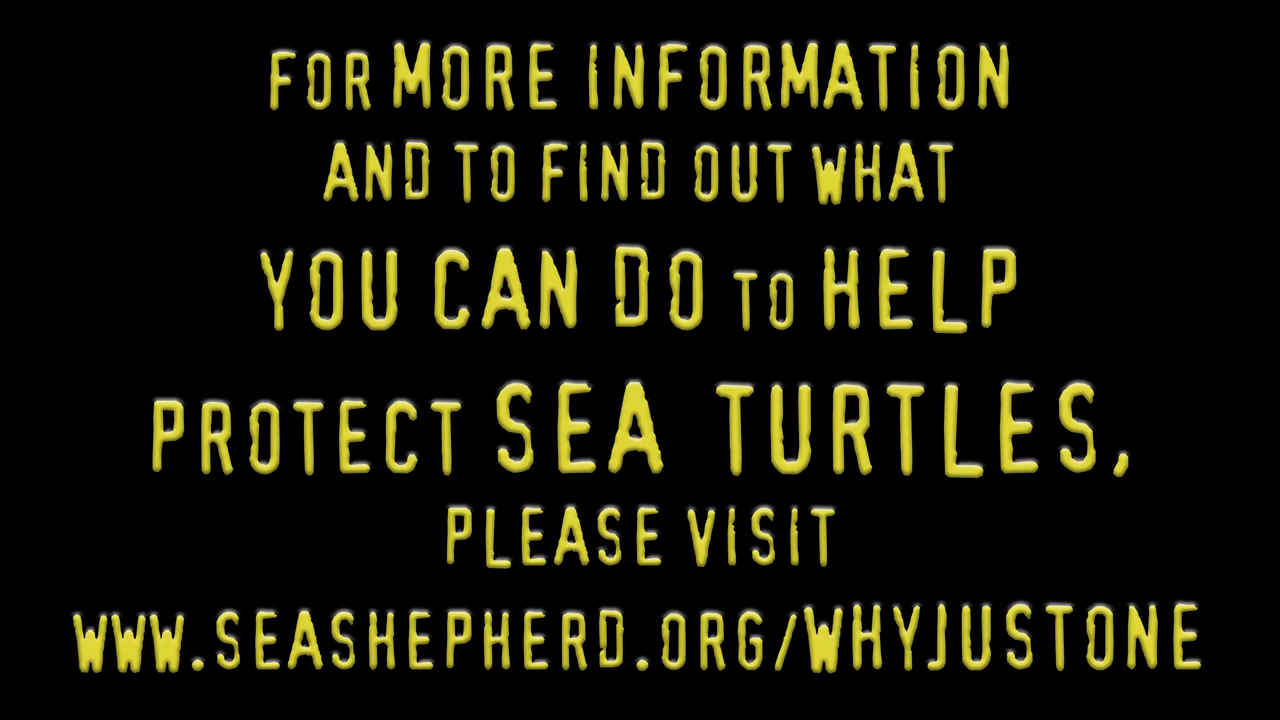 FOR MORE INFORMATION
AND TO FIND OUT WHAT
YOU CAN DO TO HELP
PROTECT SEA TURTLES,
PLEASE VISIT
WWW.SEASHEPHERD.ORG/WHYJUSTONE